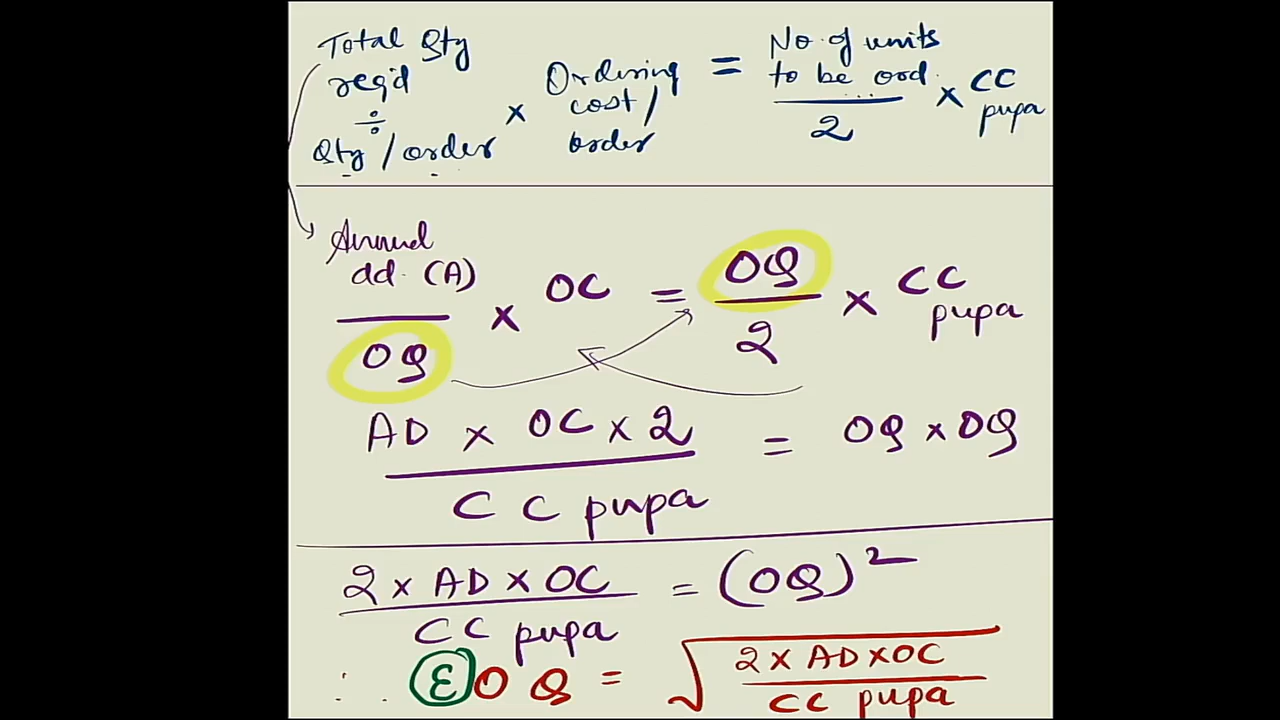 Total Qty req'd ÷ Qty/order × Ordering cost/order = No. of units to be ord. / 2 × CC pupa
Annual dd. (A) / OQ × OC = OQ / 2 × CC pupa
AD × OC × 2 / CC pupa = OQ × OQ
2 × AD × OC / CC pupa = (OQ)²
∴ EOQ = √ 2 × AD × OC / CC pupa